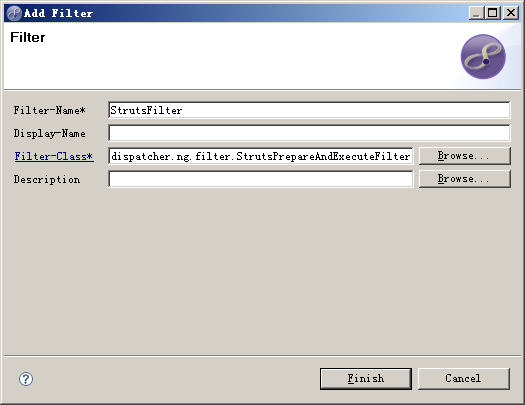 Add Filter
Filter
Filter-Name* StrutsFilter
Display-Name
Filter-Class* dispatcher.ng.filter.StrutsPrepareAndExecuteFilter Browse...
Description Browse...
? Finish Cancel